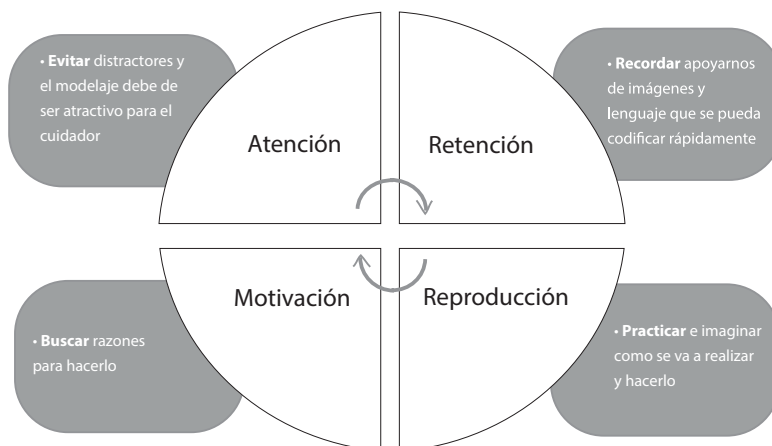 • Evitar distractores y
el modelaje debe de
ser atractivo para el
cuidador
Atención
Retención
• Recordar apoyarnos
de imágenes y
lenguaje que se pueda
codificar rápidamente
• Buscar razones
para hacerlo
Motivación
Reproducción
• Practicar e imaginar
como se va a realizar
y hacerlo